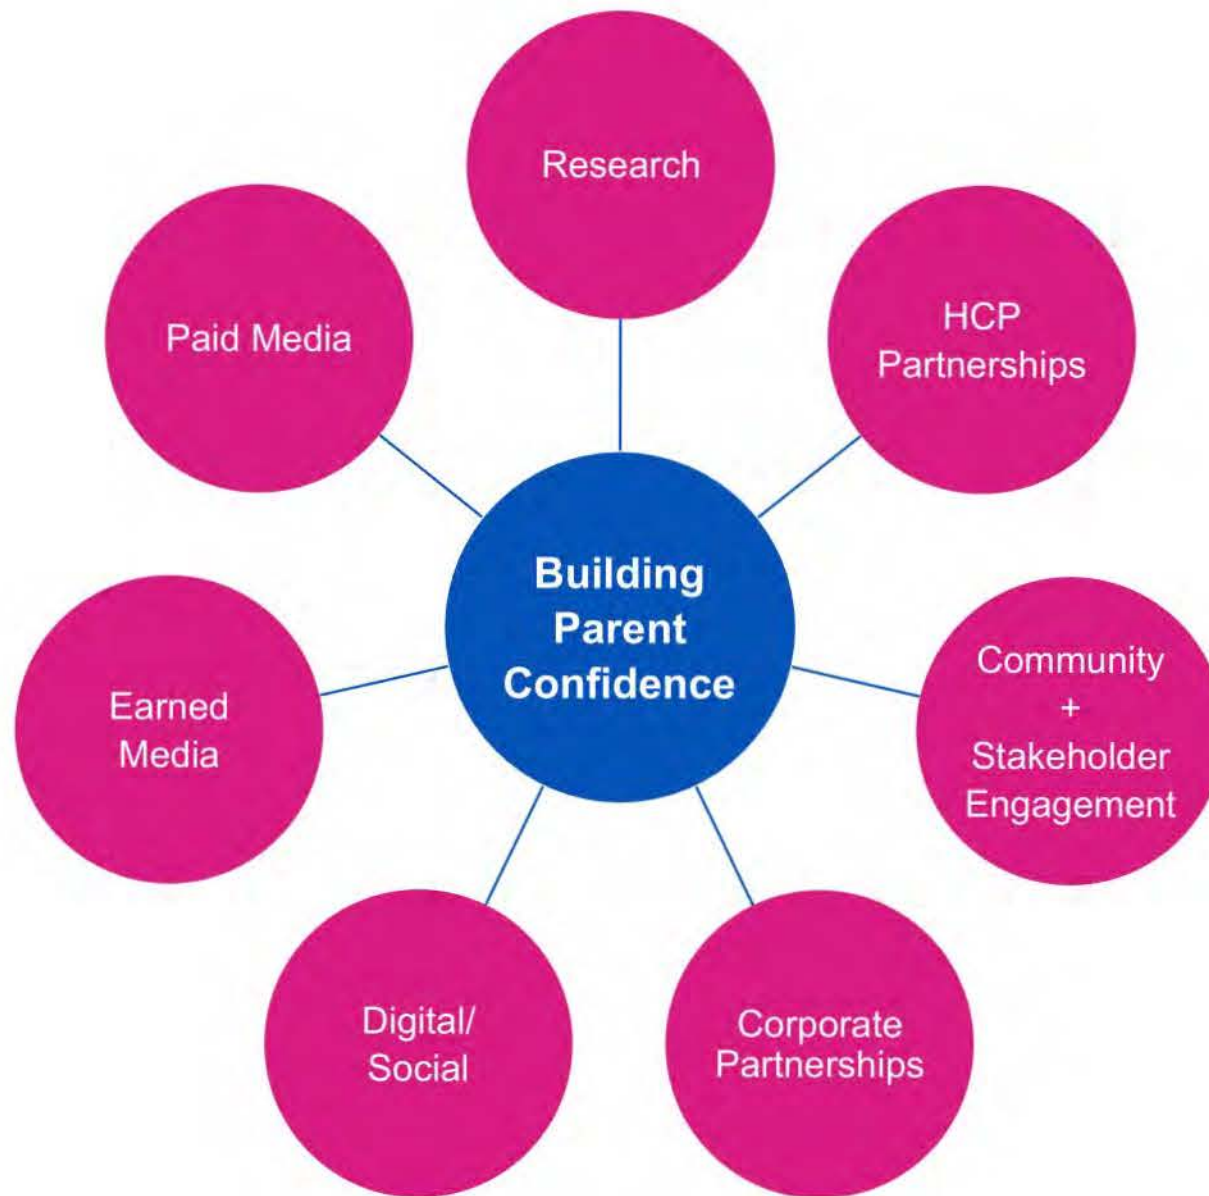 Research
HCP
Partnerships
Community
+
Stakeholder
Engagement
Corporate
Partnerships
Digital/
Social
Earned
Media
Paid Media
Building
Parent
Confidence